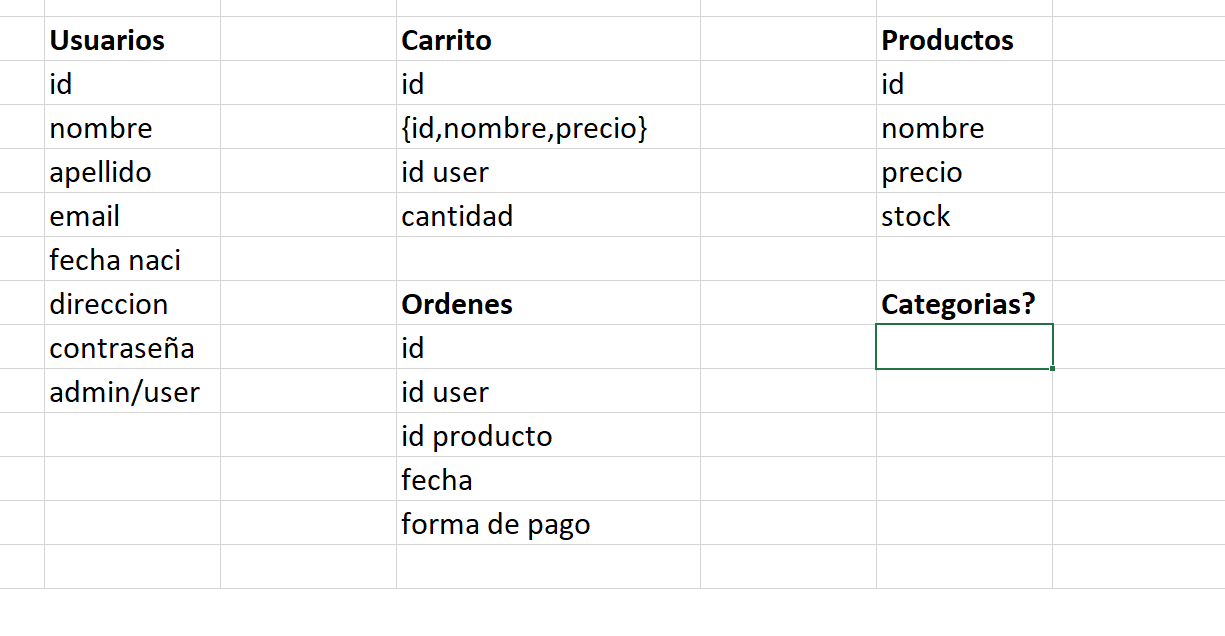 Usuarios
id
nombre
apellido
email
fecha naci
direccion
contraseña
admin/user
Carrito
id
{id,nombre,precio}
id user
cantidad
Ordenes
id
id user
id producto
fecha
forma de pago
Productos
id
nombre
precio
stock
Categorias?